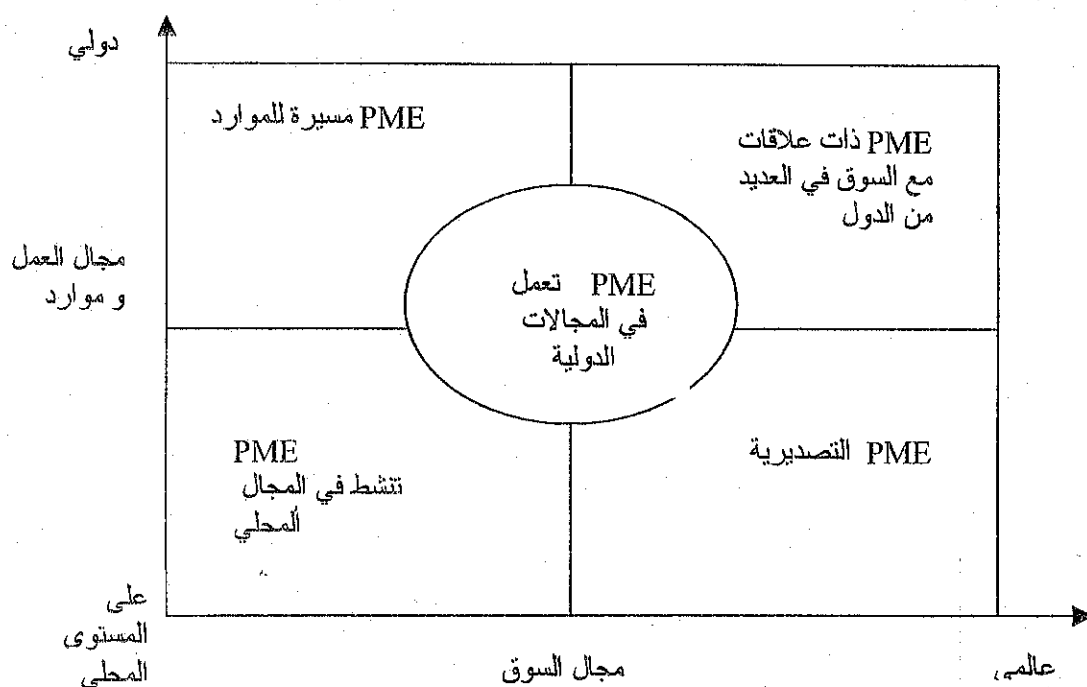 دولي
PME مسيرة للموارد
PME ذات علاقات
مع السوق في العديد
من الدول
مجال العمل
و موارد
PME تعمل
في المجالات
الدولية
PME
تنشط في المجال
المحلي
PME التصديرية
على
المستوى
المحلي
مجال السوق
عالمي